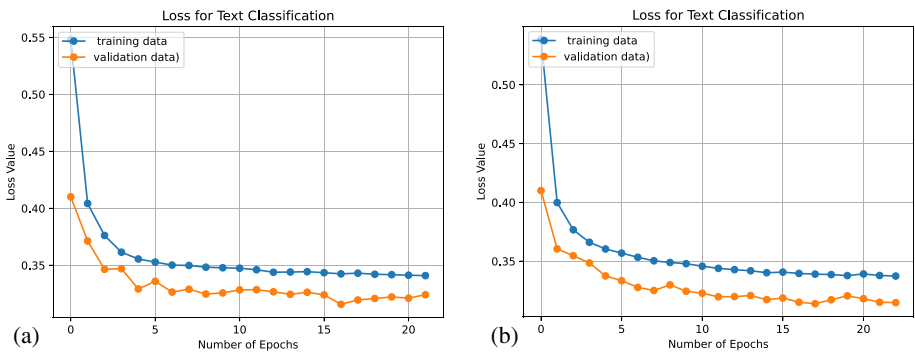 Loss for Text Classification
training data
validation data)
0.55
0.50
0.45
0.40
0.35
Loss Value
0 5 10 15 20
Number of Epochs
(a)
Loss for Text Classification
training data
validation data)
0.50
0.45
0.40
0.35
Loss Value
0 5 10 15 20
Number of Epochs
(b)